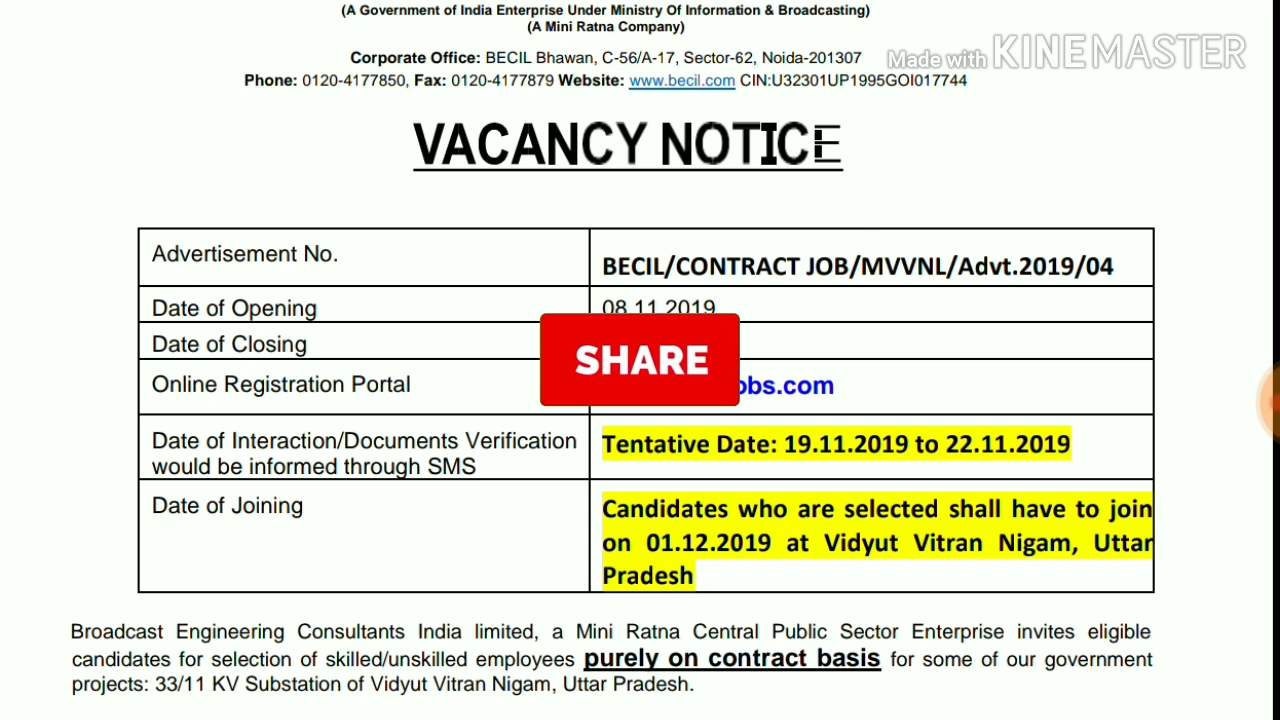 (A Government of India Enterprise Under Ministry Of Information & Broadcasting)
(A Mini Ratna Company)
Corporate Office: BECIL Bhawan, C-56/A-17, Sector-62, Noida-201307
Made with KINEMASTER
Phone: 0120-4177850, Fax: 0120-4177879 Website: www.becil.com CIN:U32301UP1995GOI017744
VACANCY NOTICE
Advertisement No.
BECIL/CONTRACT JOB/MVVNL/Advt.2019/04
Date of Opening
08.11.2019
Date of Closing
SHARE
Online Registration Portal
obs.com
Date of Interaction/Documents Verification
would be informed through SMS
Tentative Date: 19.11.2019 to 22.11.2019
Date of Joining
Candidates who are selected shall have to join
on 01.12.2019 at Vidyut Vitran Nigam, Uttar
Pradesh
Broadcast Engineering Consultants India limited, a Mini Ratna Central Public Sector Enterprise invites eligible
candidates for selection of skilled/unskilled employees purely on contract basis for some of our government
projects: 33/11 KV Substation of Vidyut Vitran Nigam, Uttar Pradesh.